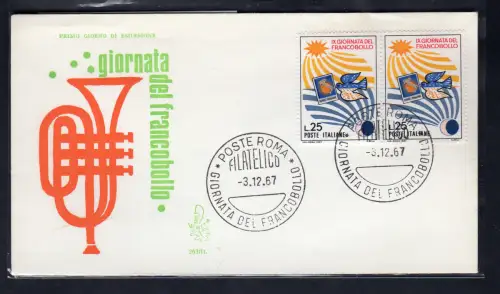 giornata
del francobollo
IX GIORNATA DEL
FRANCOBOLLO
L.25
POSTE ITALIANE
IX GIORNATA DEL
FRANCOBOLLO
L.25
POSTE ITALIANE
POSTE ROMA
FILATELICO
-3.12.67
GIORNATA DEL FRANCOBOLLO
-3.12.67
GIORNATA DEL FRANCOBOLLO